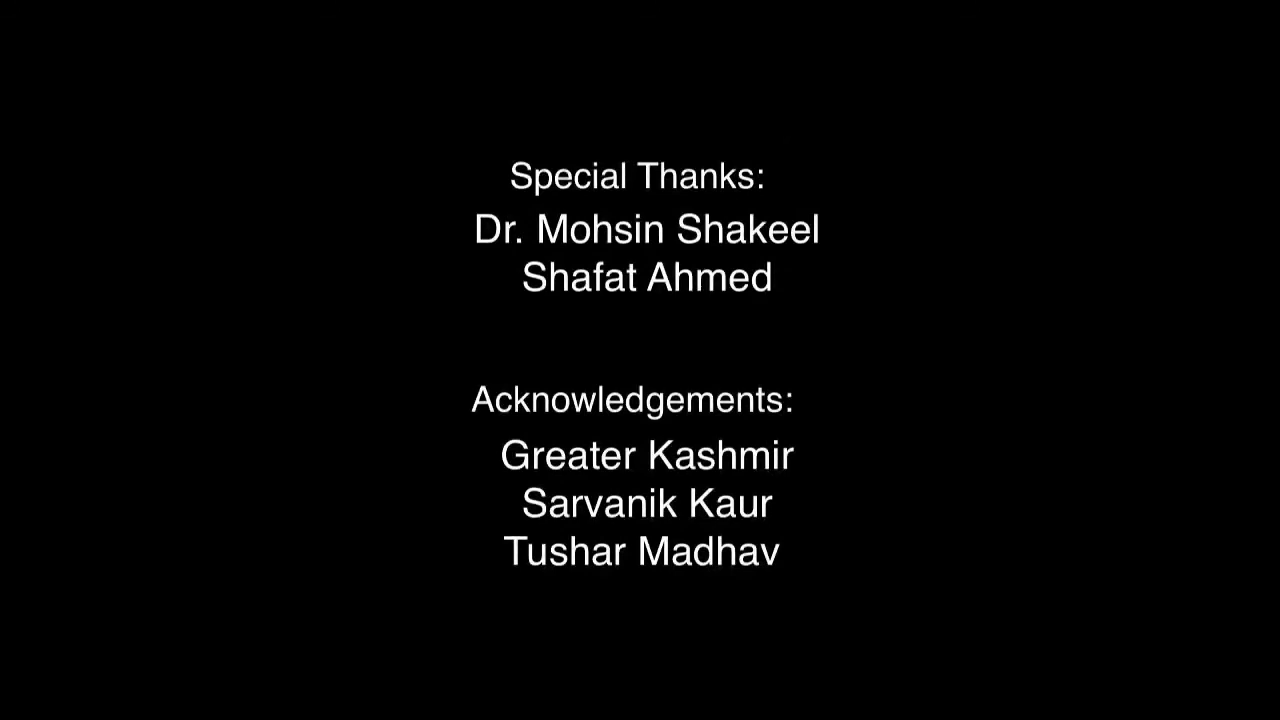 Special Thanks:
Dr. Mohsin Shakeel
Shafat Ahmed
Acknowledgements:
Greater Kashmir
Sarvanik Kaur
Tushar Madhav